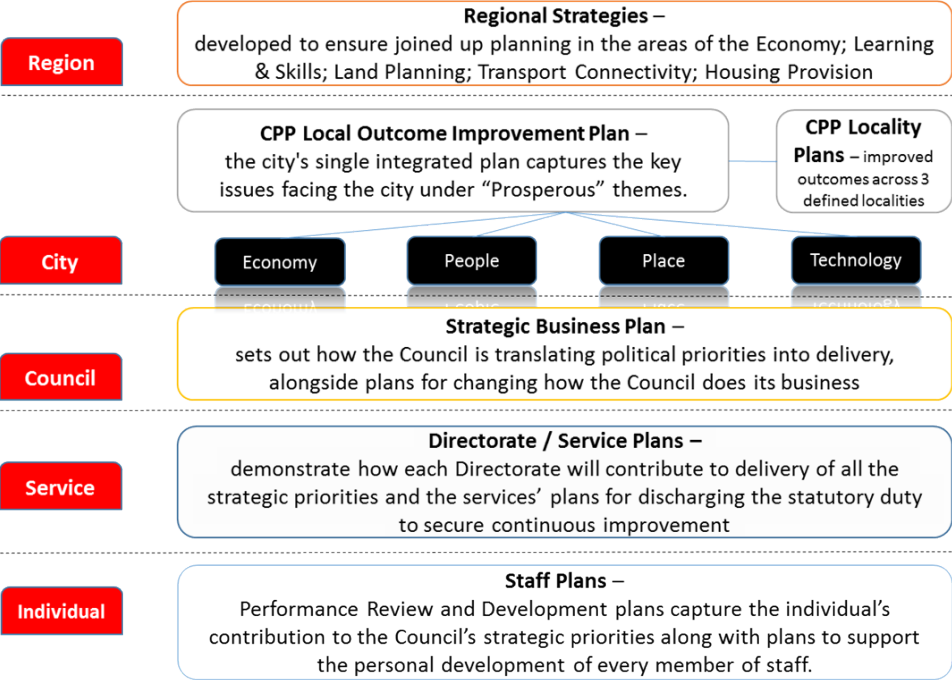 Regional Strategies –
developed to ensure joined up planning in the areas of the Economy; Learning
& Skills; Land Planning; Transport Connectivity; Housing Provision
Region
CPP Local Outcome Improvement Plan –
the city's single integrated plan captures the key
issues facing the city under “Prosperous” themes.
CPP Locality
Plans – improved
outcomes across 3
defined localities
City
Economy
People
Place
Technology
Strategic Business Plan –
sets out how the Council is translating political priorities into delivery,
alongside plans for changing how the Council does its business
Council
Directorate / Service Plans –
demonstrate how each Directorate will contribute to delivery of all the
strategic priorities and the services’ plans for discharging the statutory duty
to secure continuous improvement
Service
Staff Plans –
Performance Review and Development plans capture the individual’s
contribution to the Council’s strategic priorities along with plans to support
the personal development of every member of staff.
Individual